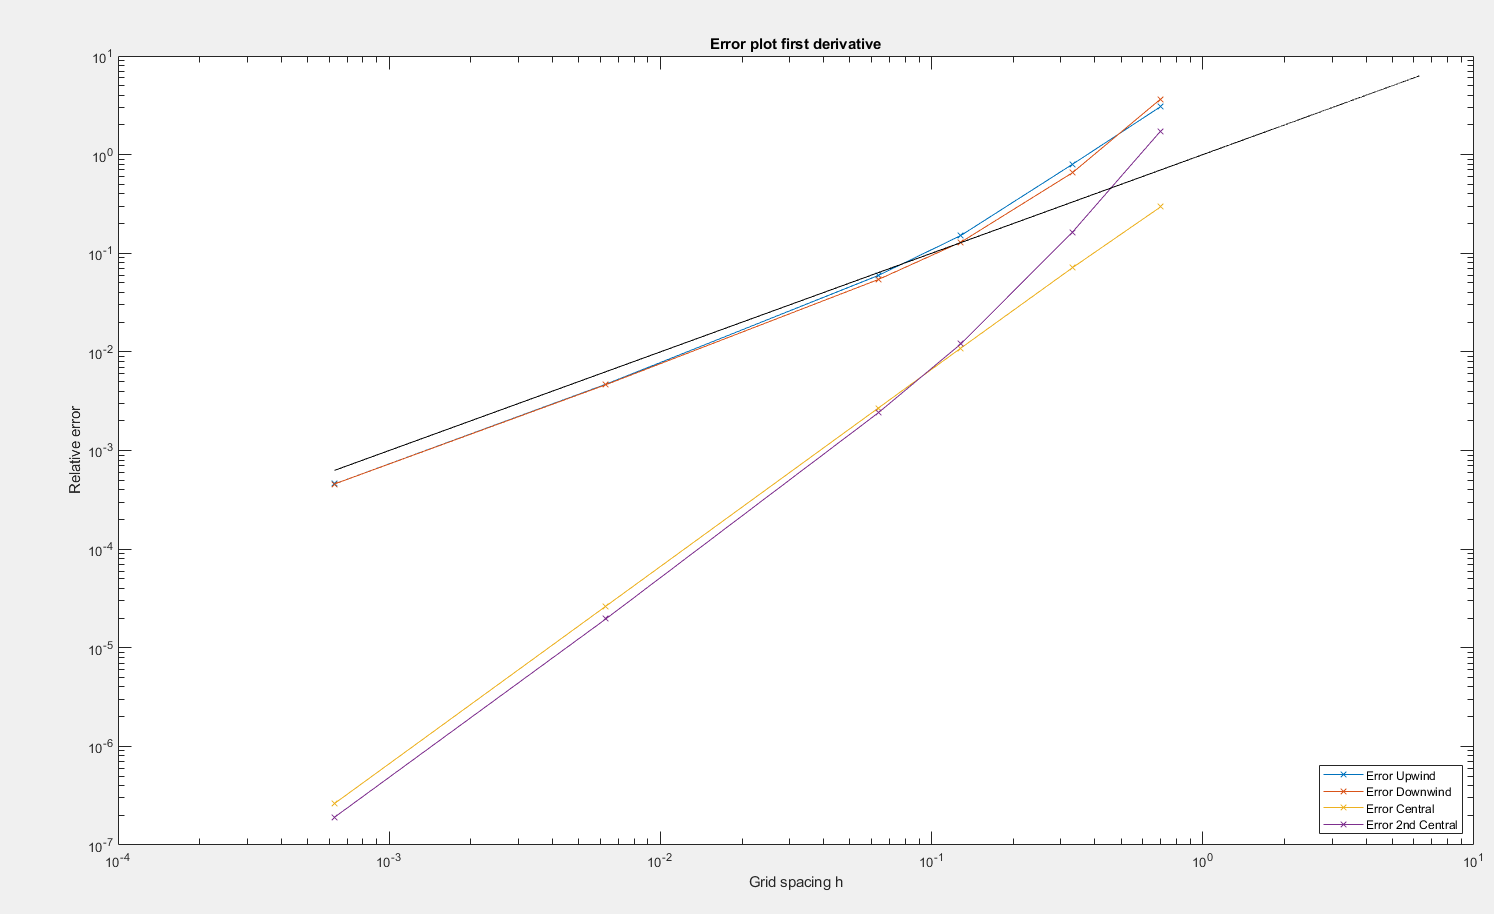 Error plot first derivative
10^1
10^0
10^-1
10^-2
10^-3
10^-4
10^-5
10^-6
10^-7
Relative error
10^-4
10^-3
10^-2
10^-1
10^0
10^1
Grid spacing h
Error Upwind
Error Downwind
Error Central
Error 2nd Central